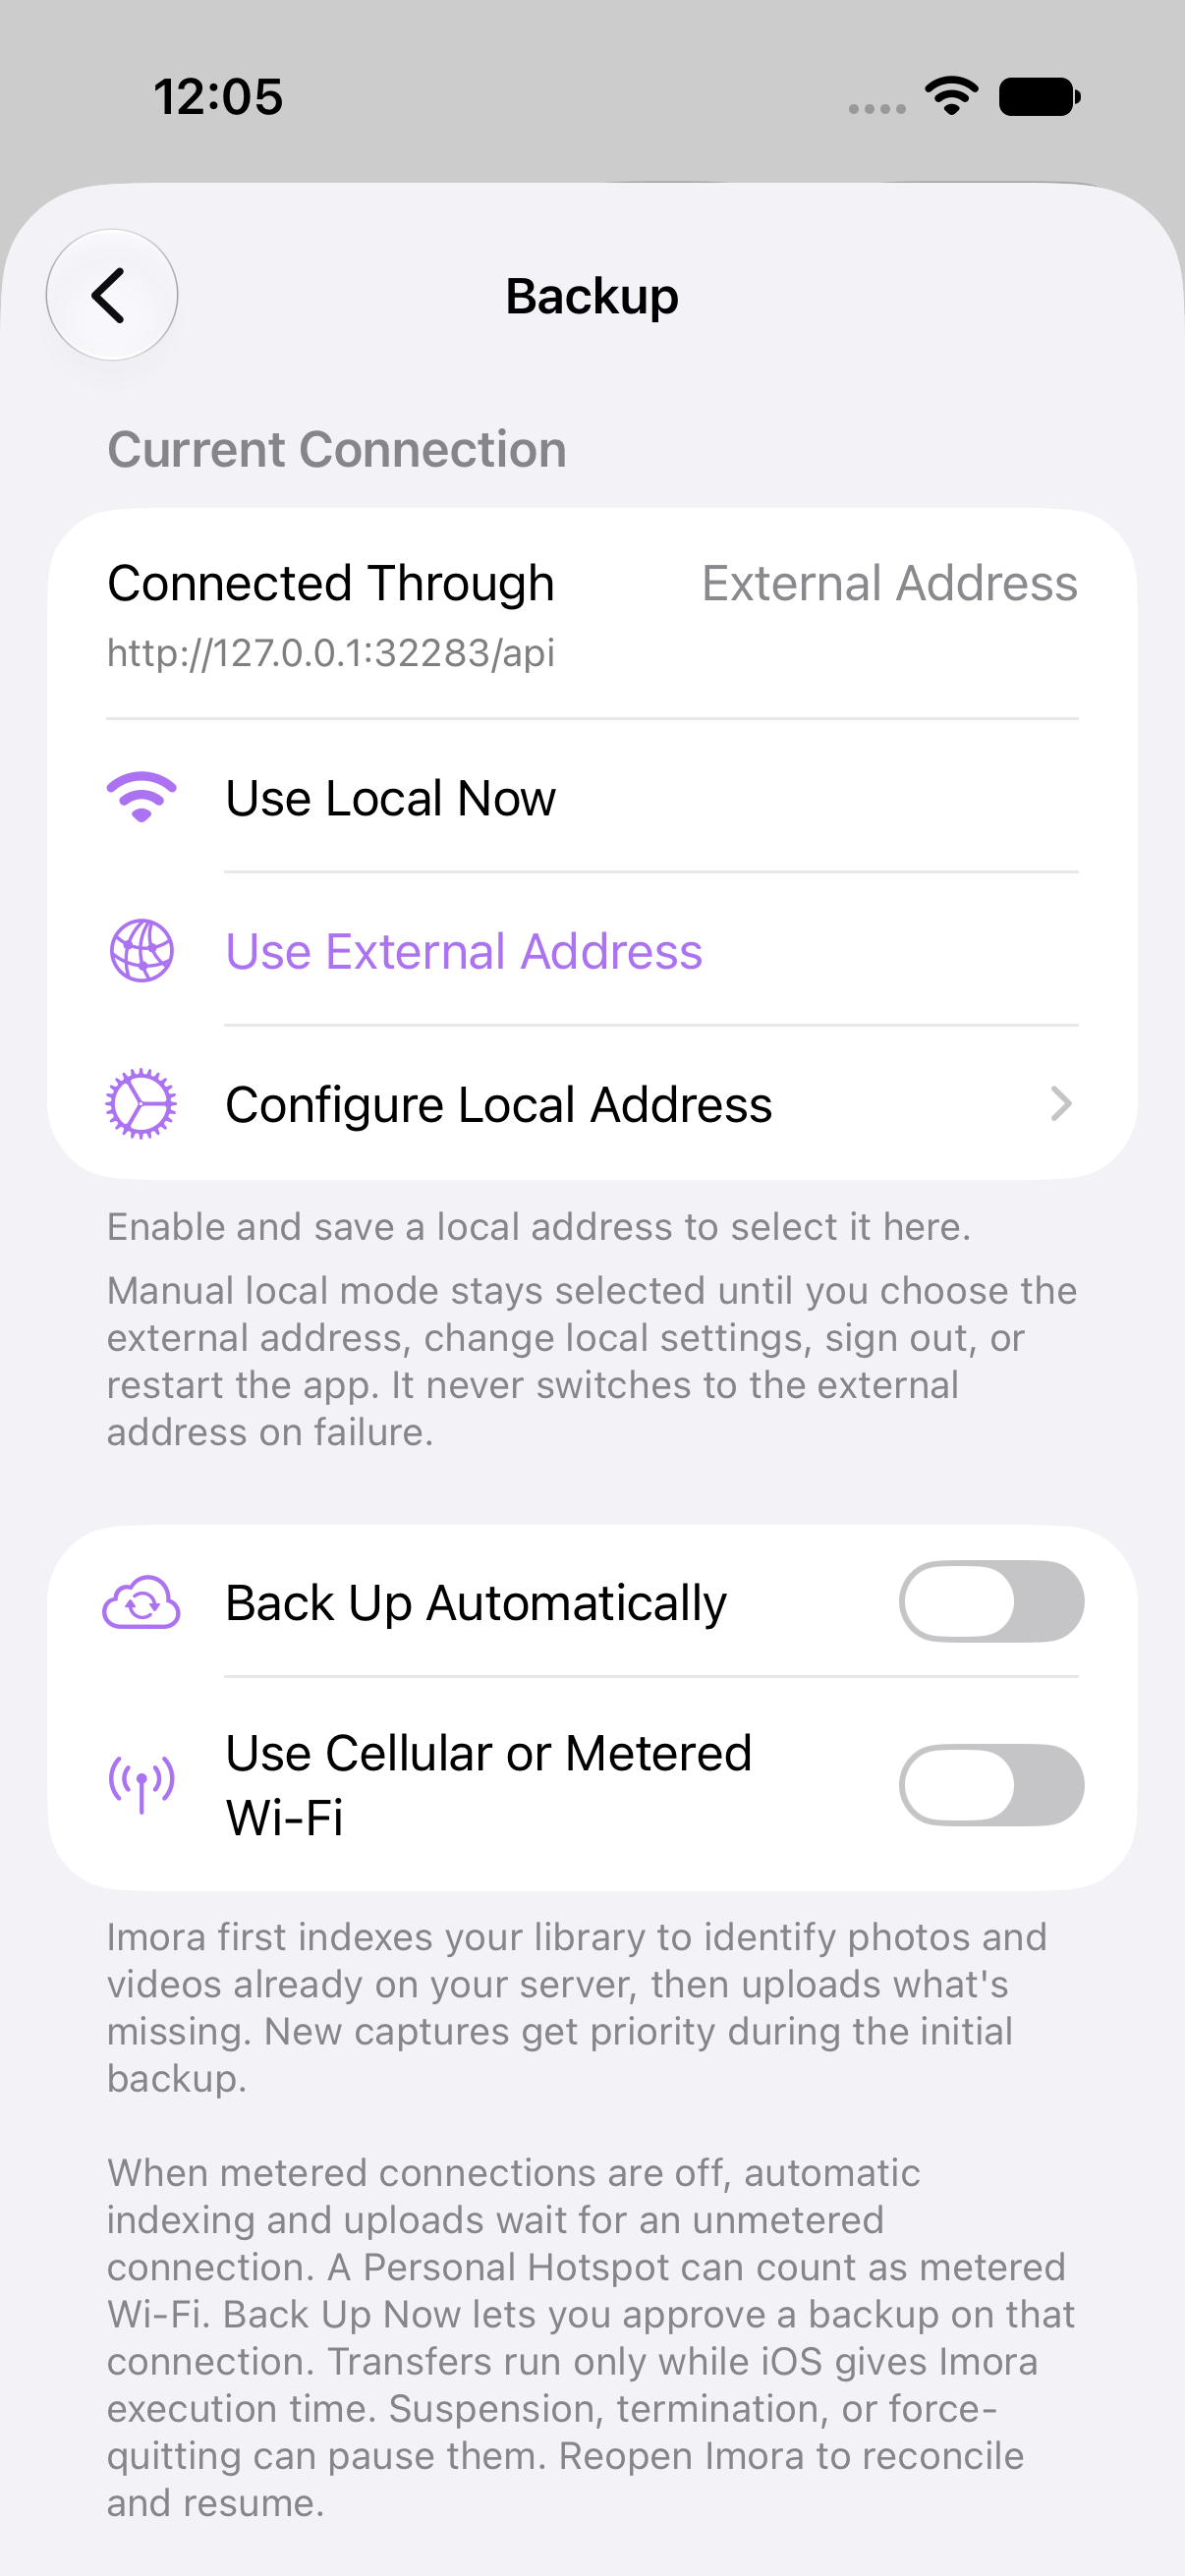 12:05
Backup
Current Connection
Connected Through
External Address
http://127.0.0.1:32283/api
Use Local Now
Use External Address
Configure Local Address
Enable and save a local address to select it here.
Manual local mode stays selected until you choose the
external address, change local settings, sign out, or
restart the app. It never switches to the external
address on failure.
Back Up Automatically
Use Cellular or Metered
Wi-Fi
Imora first indexes your library to identify photos and
videos already on your server, then uploads what's
missing. New captures get priority during the initial
backup.
When metered connections are off, automatic
indexing and uploads wait for an unmetered
connection. A Personal Hotspot can count as metered
Wi-Fi. Back Up Now lets you approve a backup on that
connection. Transfers run only while iOS gives Imora
execution time. Suspension, termination, or force-
quitting can pause them. Reopen Imora to reconcile
and resume.